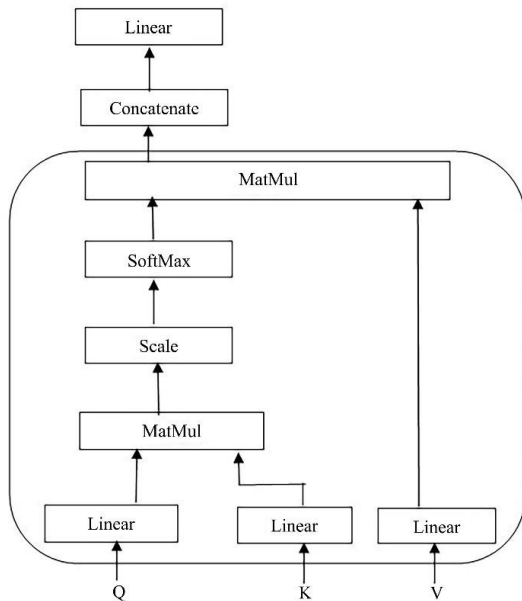 Linear
Concatenate
MatMul
SoftMax
Scale
MatMul
Linear
Linear
Linear
Q
K
V